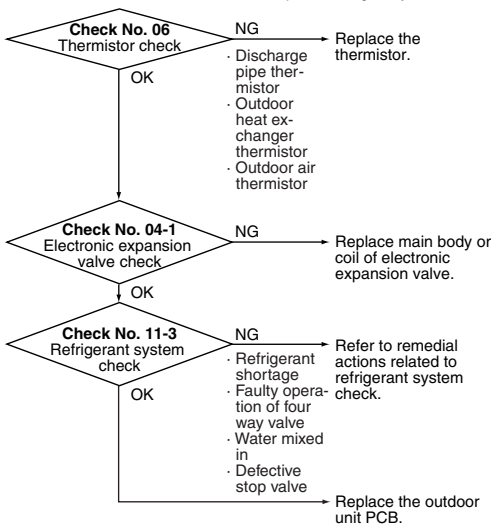 Check No. 06
Thermistor check
NG
Replace the
thermistor.
· Discharge
pipe ther-
mistor
· Outdoor
heat ex-
changer
thermistor
· Outdoor air
thermistor
OK
Check No. 04-1
Electronic expansion
valve check
NG
Replace main body or
coil of electronic
expansion valve.
OK
Check No. 11-3
Refrigerant system
check
NG
Refer to remedial
actions related to
refrigerant system
check.
· Refrigerant
shortage
· Faulty opera-
tion of four
way valve
· Water mixed
in
· Defective
stop valve
OK
Replace the outdoor
unit PCB.